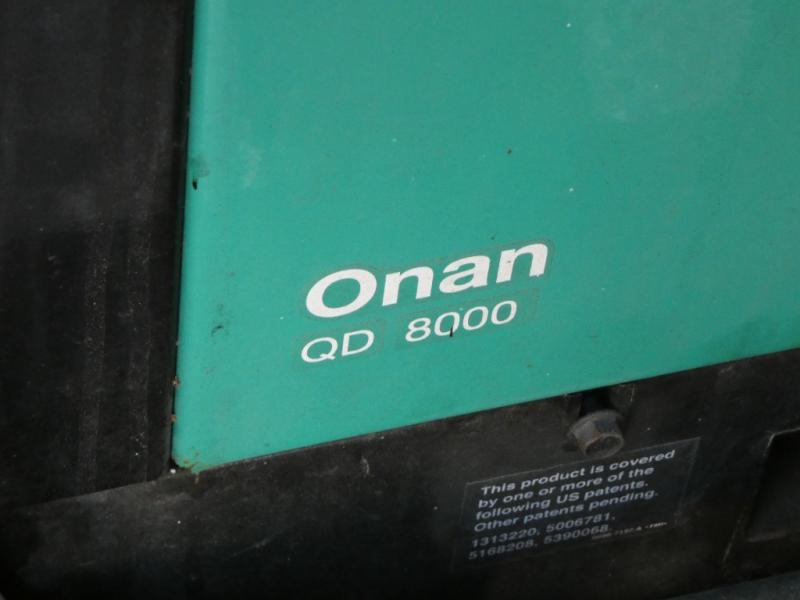 Onan
QD 8000
This product is covered
by one or more of the
following US patents.
Other patents pending.
1313220, 5006781,
5168208, 5390068.